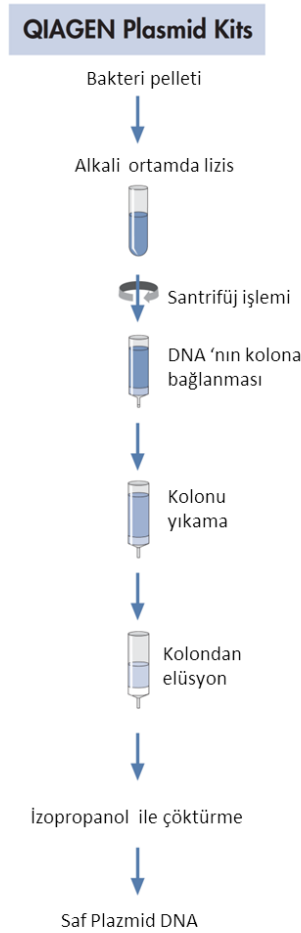 QIAGEN Plasmid Kits
Bakteri pelleti
Alkali ortamda lizis
Santrifüj işlemi
DNA ‘nın kolona
bağlanması
Kolonu
yıkama
Kolondan
elüsyon
İzopropanol ile çöktürme
Saf Plazmid DNA